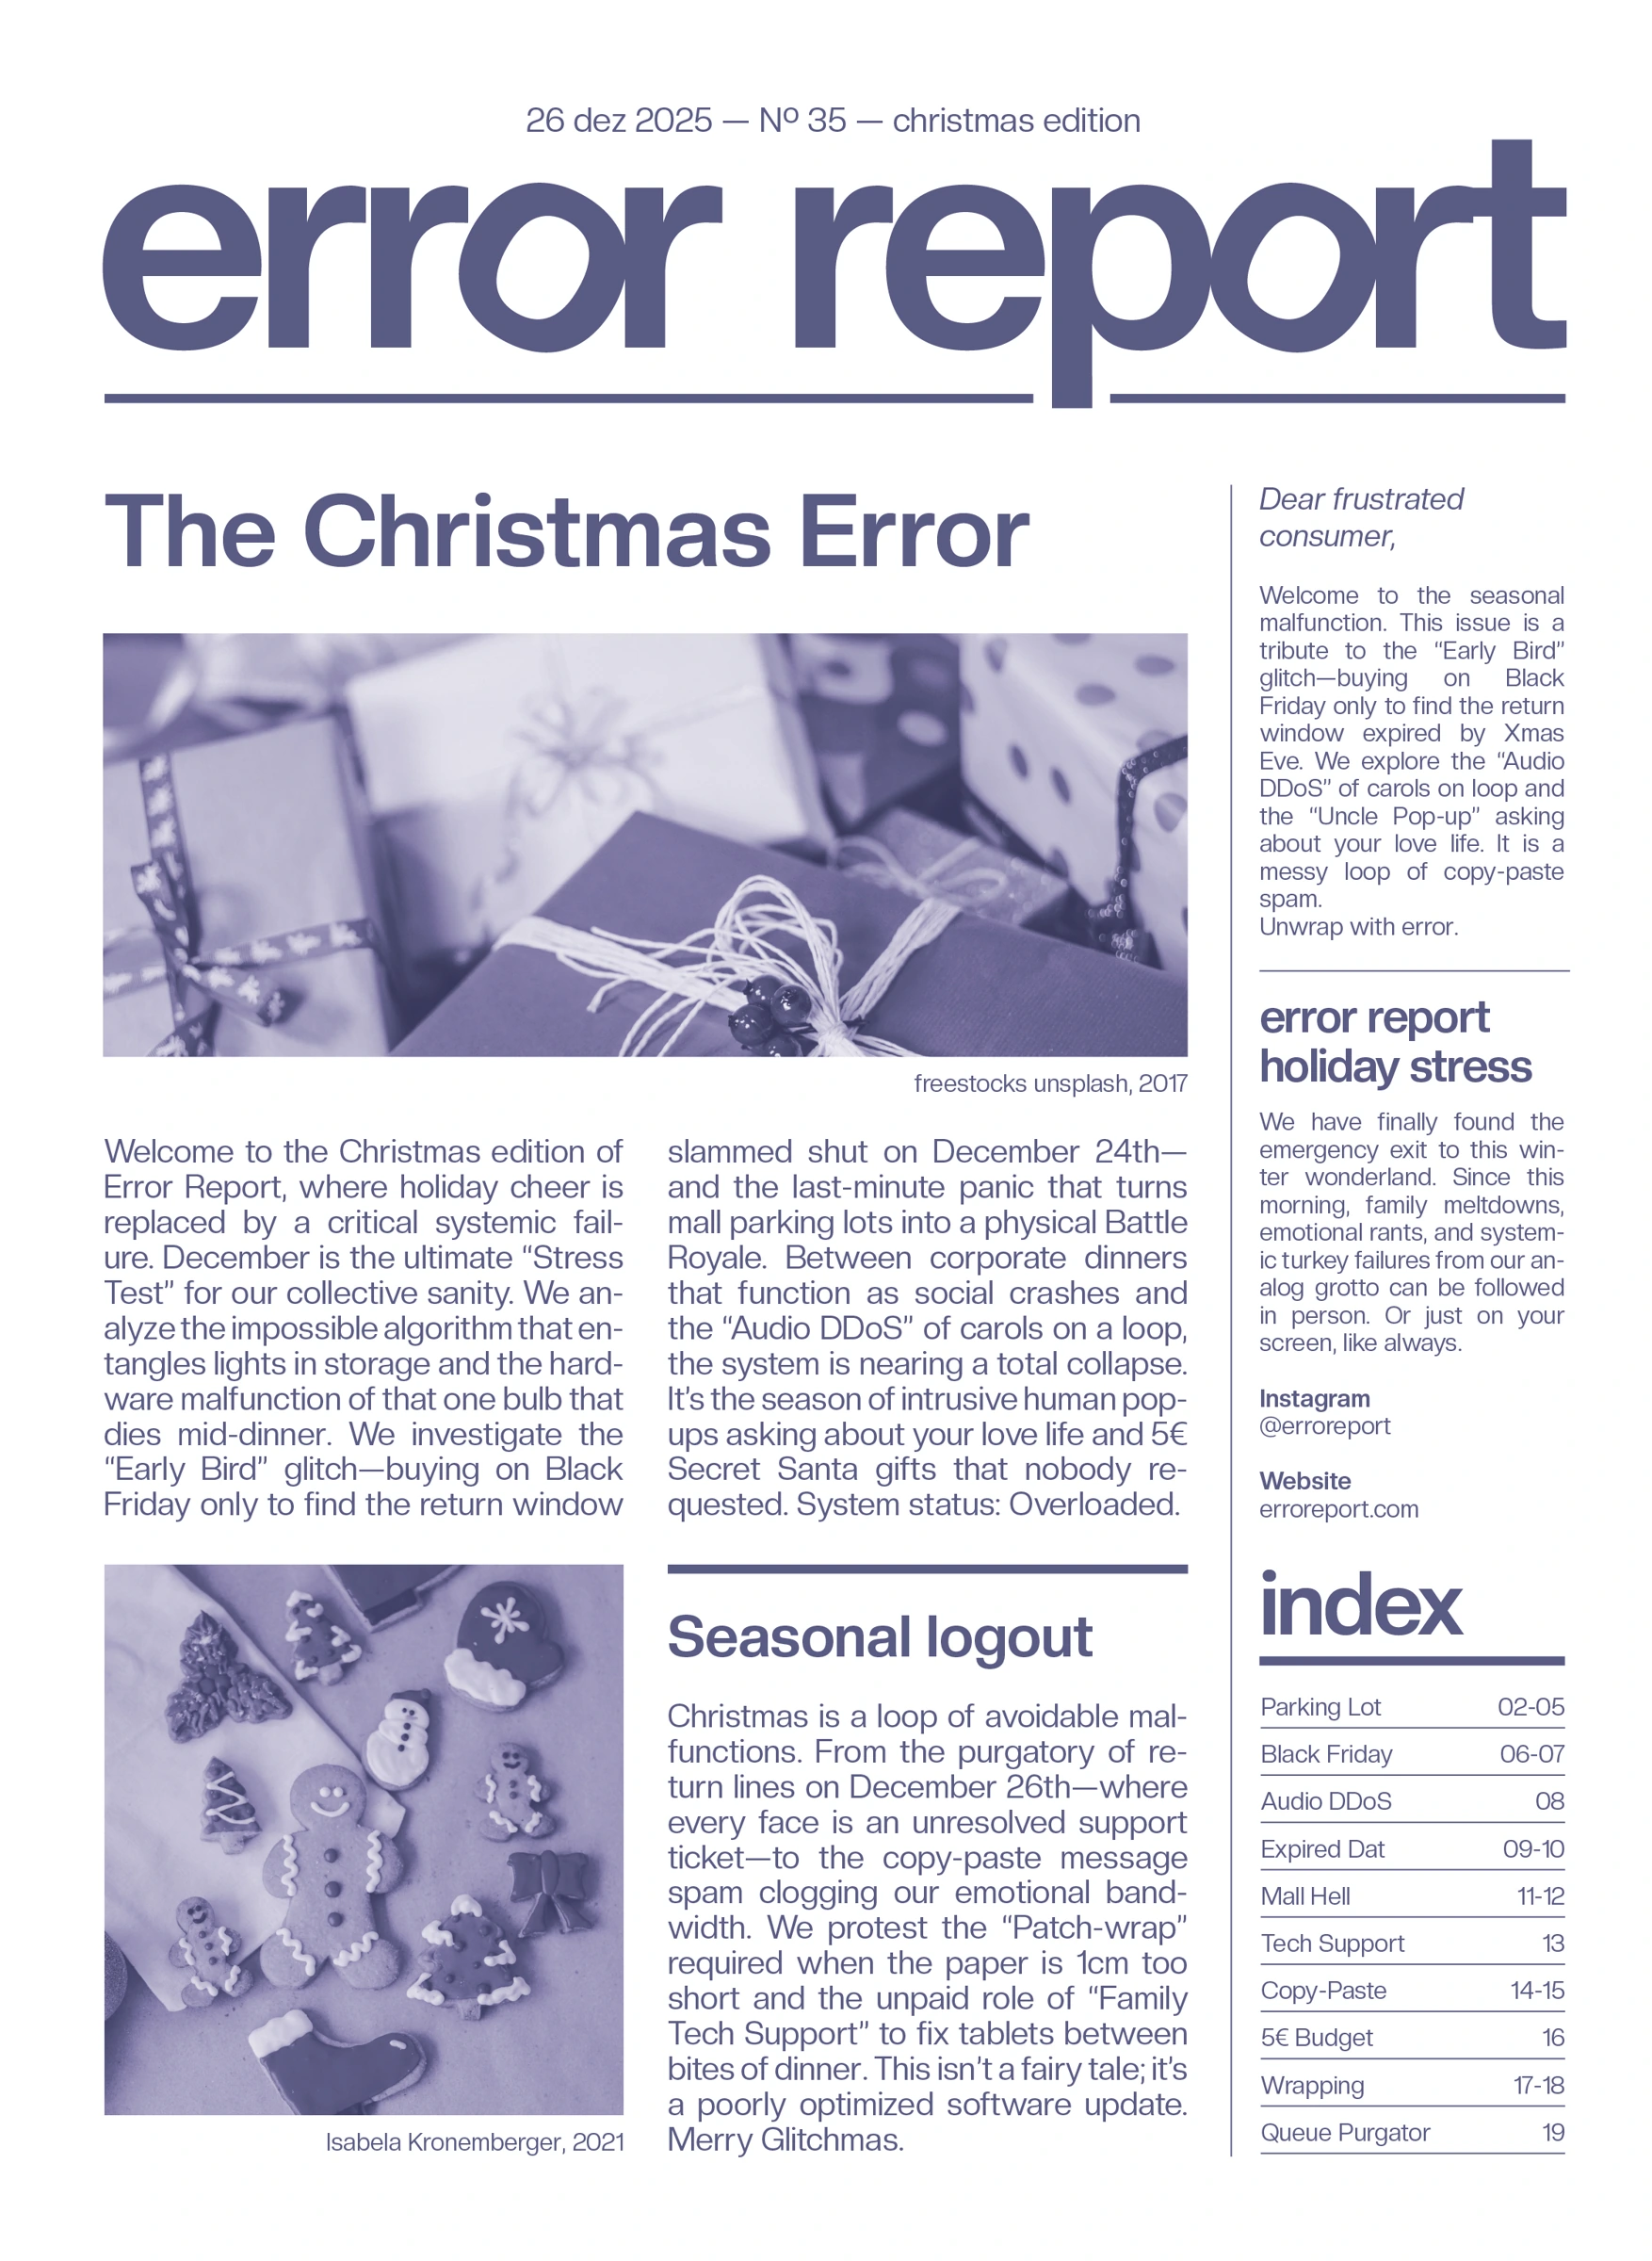 26 dez 2025 — Nº 35 — christmas edition
error report
The Christmas Error
freestocks unsplash, 2017
Welcome to the Christmas edition of
Error Report, where holiday cheer is
replaced by a critical systemic fail-
ure. December is the ultimate “Stress
Test” for our collective sanity. We an-
alyze the impossible algorithm that en-
tangles lights in storage and the hard-
ware malfunction of that one bulb that
dies mid-dinner. We investigate the
“Early Bird” glitch—buying on Black
Friday only to find the return window
slammed shut on December 24th—
and the last-minute panic that turns
mall parking lots into a physical Battle
Royale. Between corporate dinners
that function as social crashes and
the “Audio DDoS” of carols on a loop,
the system is nearing a total collapse.
It’s the season of intrusive human pop-
ups asking about your love life and 5€
Secret Santa gifts that nobody re-
quested. System status: Overloaded.
Isabela Kronemberger, 2021
Seasonal logout
Christmas is a loop of avoidable mal-
functions. From the purgatory of re-
turn lines on December 26th—where
every face is an unresolved support
ticket—to the copy-paste message
spam clogging our emotional band-
width. We protest the “Patch-wrap”
required when the paper is 1cm too
short and the unpaid role of “Family
Tech Support” to fix tablets between
bites of dinner. This isn’t a fairy tale; it’s
a poorly optimized software update.
Merry Glitchmas.
Dear frustrated
consumer,
Welcome to the seasonal
malfunction. This issue is a
tribute to the “Early Bird”
glitch—buying on Black
Friday only to find the return
window expired by Xmas
Eve. We explore the “Audio
DDoS” of carols on loop and
the “Uncle Pop-up” asking
about your love life. It is a
messy loop of copy-paste
spam.
Unwrap with error.
error report
holiday stress
We have finally found the
emergency exit to this win-
ter wonderland. Since this
morning, family meltdowns,
emotional rants, and system-
ic turkey failures from our an-
alog grotto can be followed
in person. Or just on your
screen, like always.
Instagram
@erroreport
Website
erroreport.com
index
Parking Lot 02-05
Black Friday 06-07
Audio DDoS 08
Expired Dat 09-10
Mall Hell 11-12
Tech Support 13
Copy-Paste 14-15
5€ Budget 16
Wrapping 17-18
Queue Purgator 19